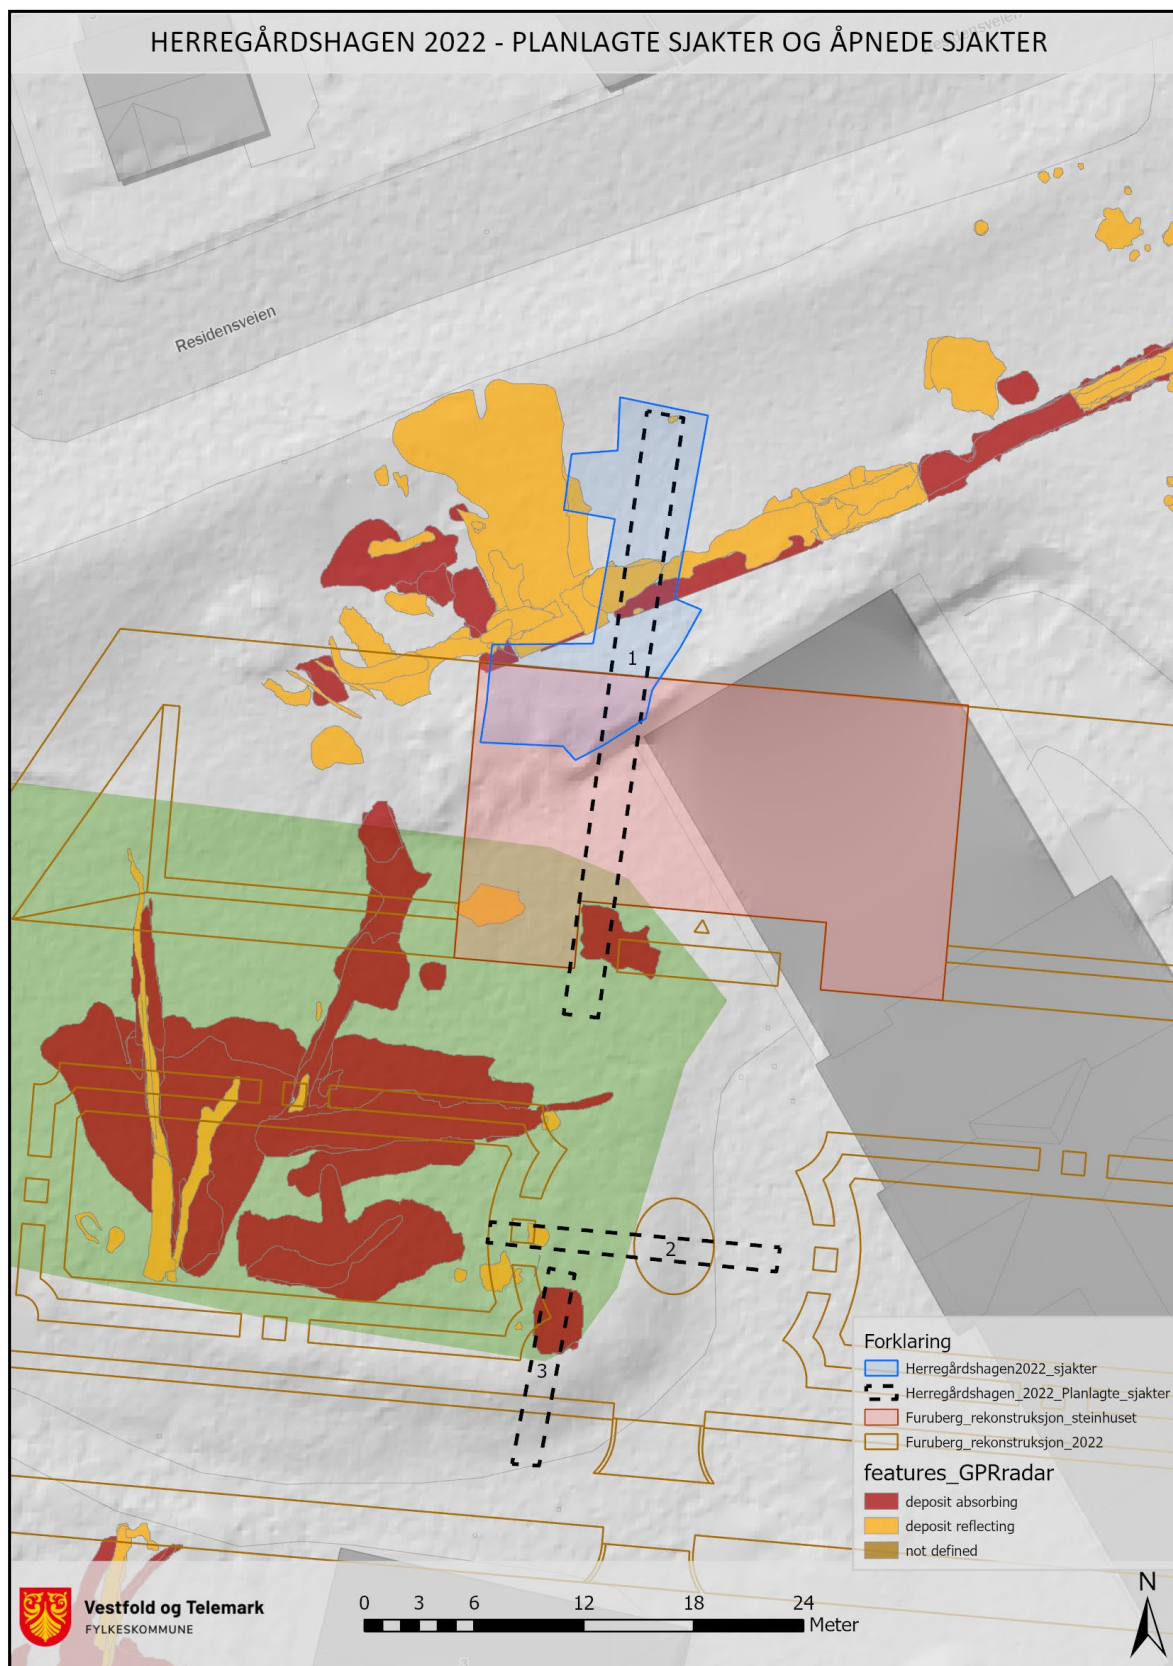 HERREGÅRDSHAGEN 2022 - PLANLAGTE SJAKTER OG ÅPNEDE SJAKTER
Residensveien
Residensveien
1
2
3
Forklaring
Herregårdshagen2022_sjakter
Herregårdshagen_2022_Planlagte_sjakter
Furuberg_rekonstruksjon_steinhuset
Furuberg_rekonstruksjon_2022
features_GPRradar
deposit absorbing
deposit reflecting
not defined
Vestfold og Telemark
FYLKESKOMMUNE
0 3 6 12 18 24
Meter
N